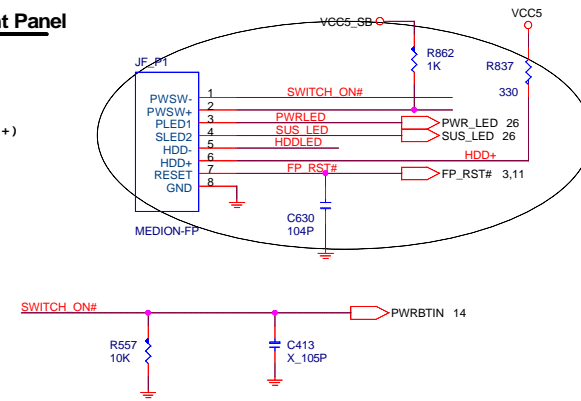 t Panel
+)
VCC5_SB
VCC5
JF_P1
R862
1K
R837
330
PWSW-
PWSW+
PLED1
SLED2
HDD-
HDD+
RESET
GND
1
2
3
4
5
6
7
8
SWITCH_ON#
PWRLED
SUS_LED
HDDLED
HDD+
FP_RST#
PWR_LED 26
SUS_LED 26
FP_RST# 3,11
C630
104P
MEDION-FP
SWITCH_ON#
PWRBTIN 14
R557
10K
C413
X_105P